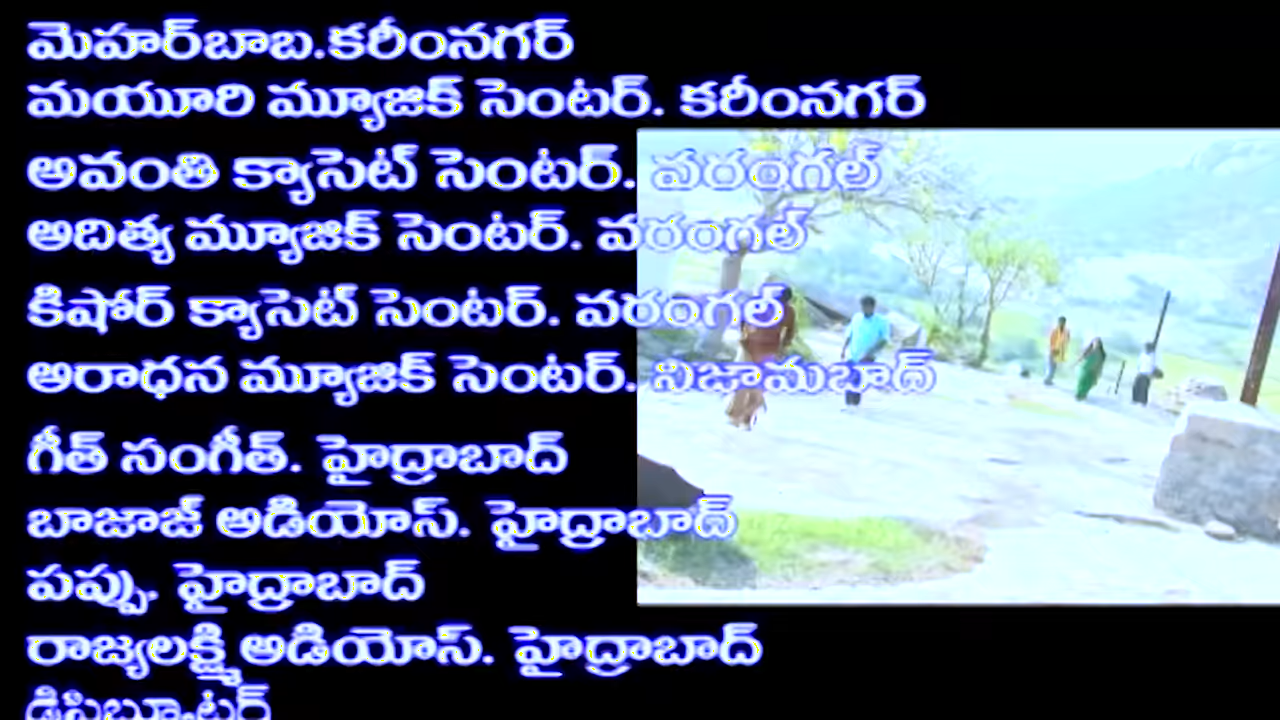 మెహర్‌బాబ.కరీంనగర్
మయూరి మ్యూజిక్ సెంటర్. కరీంనగర్
అవంతి క్యాసెట్ సెంటర్. వరంగల్
అదిత్య మ్యూజిక్ సెంటర్. వరంగల్
కిషోర్ క్యాసెట్ సెంటర్. వరంగల్
అరాధన మ్యూజిక్ సెంటర్. నిజామబాద్
గీత్ సంగీత్. హైద్రాబాద్
బాజాజ్ అడియోస్. హైద్రాబాద్
పప్పు. హైద్రాబాద్
రాజ్యలక్ష్మి అడియోస్. హైద్రాబాద్